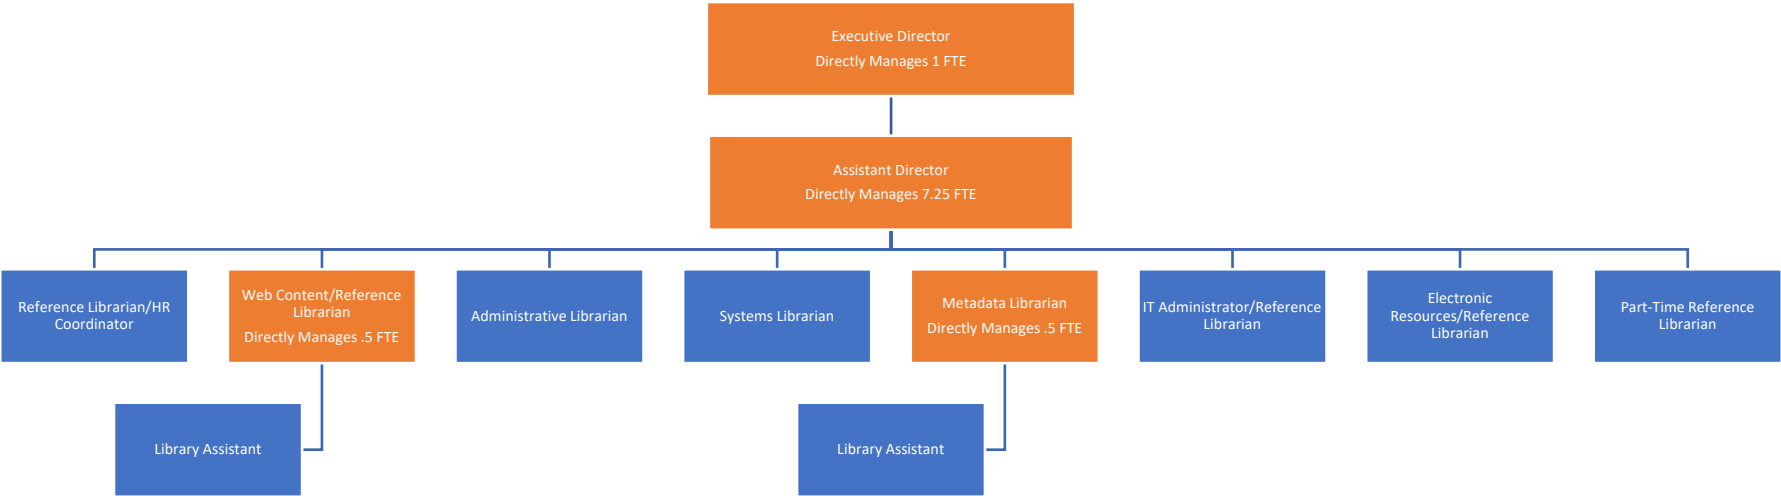 Executive Director
Directly Manages 1 FTE
Assistant Director
Directly Manages 7.25 FTE
Reference Librarian/HR
Coordinator
Web Content/Reference
Librarian
Directly Manages .5 FTE
Administrative Librarian
Systems Librarian
Metadata Librarian
Directly Manages .5 FTE
IT Administrator/Reference
Librarian
Electronic
Resources/Reference
Librarian
Part-Time Reference
Librarian
Library Assistant
Library Assistant